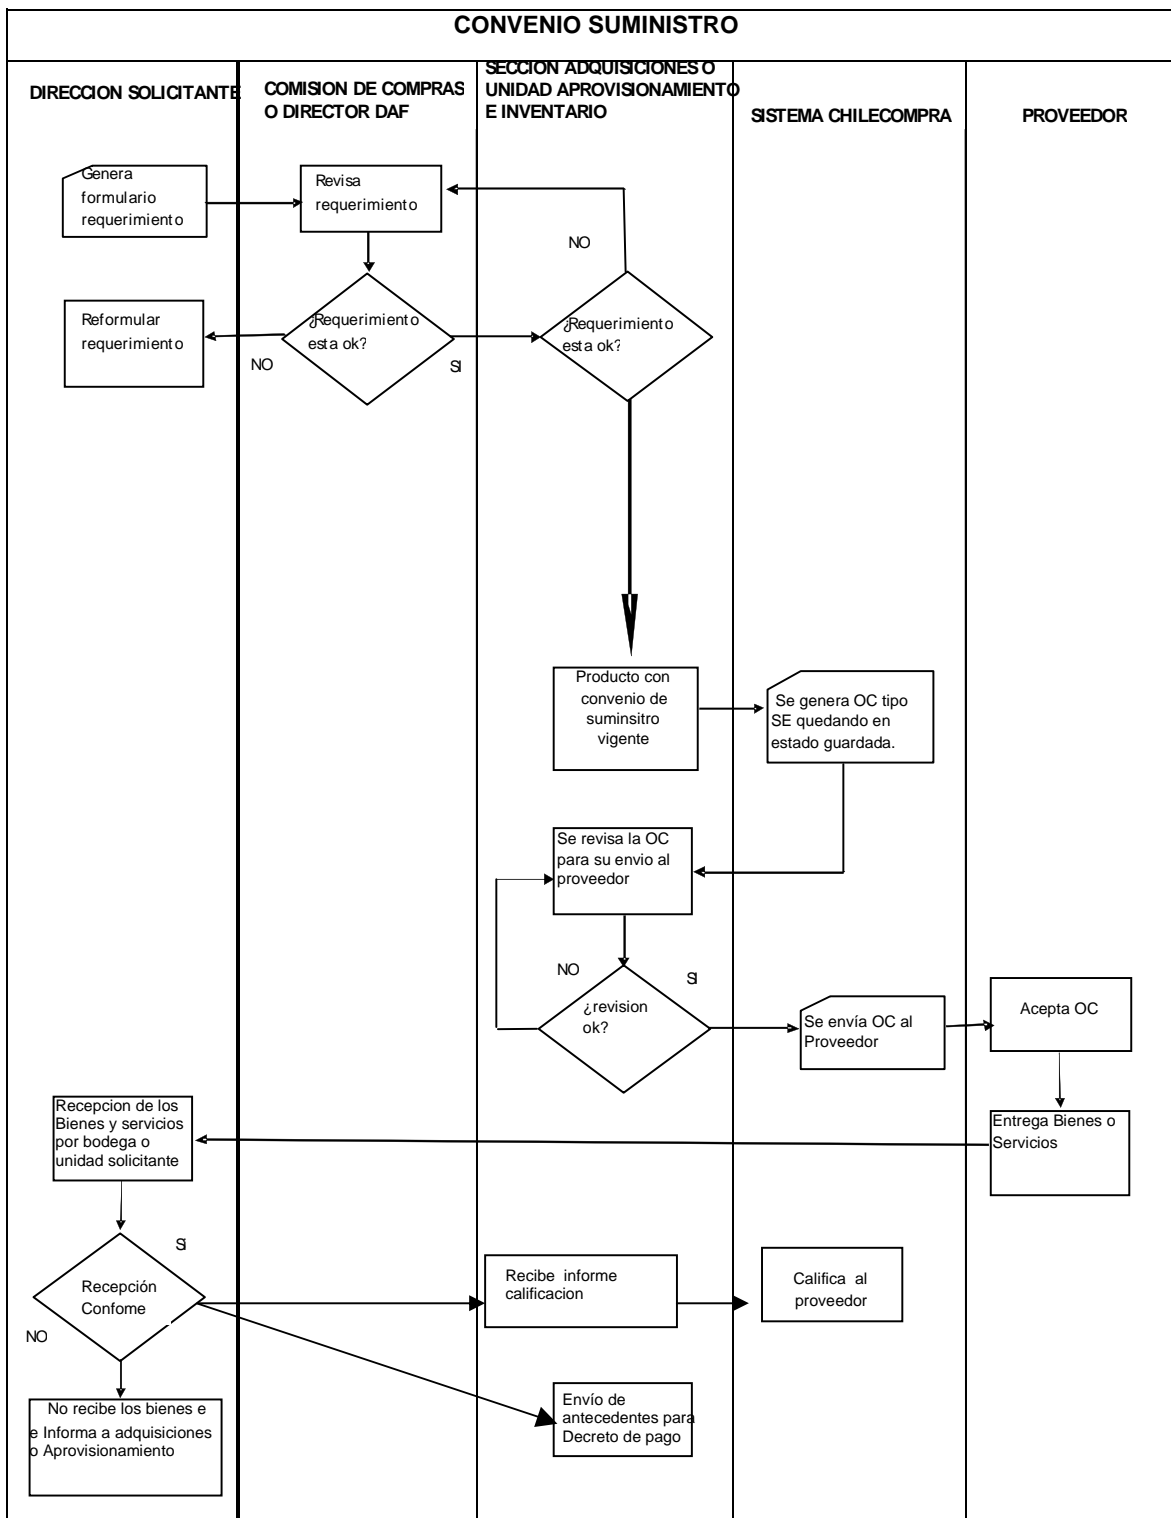 CONVENIO SUMINISTRO
DIRECCION SOLICITANTE
COMISION DE COMPRAS
O DIRECTOR DAF
SECCION ADQUISICIONES O
UNIDAD APROVISIONAMIENTO
E INVENTARIO
SISTEMA CHILECOMPRA
PROVEEDOR
Genera
formulario
requerimiento
Revisa
requerimiento
NO
Reformular
requerimiento
¿Requerimiento
esta ok?
¿Requerimiento
esta ok?
NO
SI
Producto con
convenio de
suminsitro
vigente
Se genera OC tipo
SE quedando en
estado guardada.
Se revisa la OC
para su envio al
proveedor
NO
SI
¿revision
ok?
Se envía OC al
Proveedor
Acepta OC
Recepcion de los
Bienes y servicios
por bodega o
unidad solicitante
Entrega Bienes o
Servicios
SI
Recepción
Confome
NO
Recibe informe
calificacion
Califica al
proveedor
No recibe los bienes e
e Informa a adquisiciones
o Aprovisionamiento
Envío de
antecedentes para
Decreto de pago